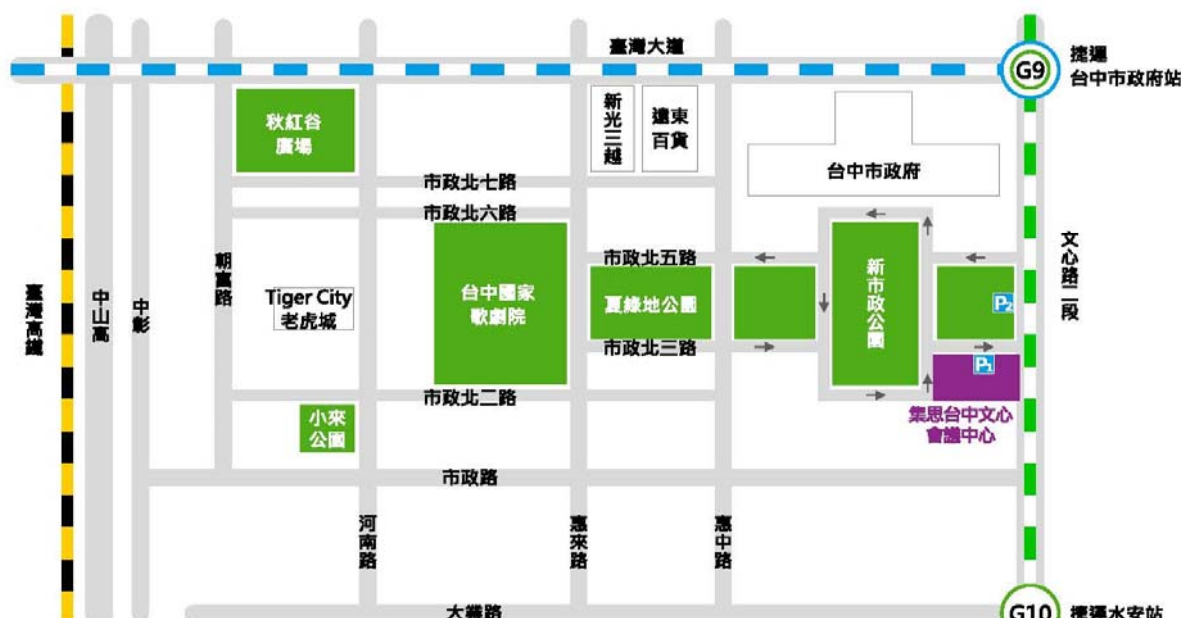 臺灣大道
G9
捷運
台中市政府站
秋紅谷
廣場
新光三越
遠東
百貨
台中市政府
市政北七路
市政北六路
朝富路
臺灣高鐵
中山高
中彰
Tiger City
老虎城
台中國家
歌劇院
市政北五路
夏綠地公園
市政北三路
新市政公園
文心路二段
P2
P1
市政北二路
小來
公園
集思台中文心
會議中心
市政路
河南路
惠來路
惠中路
大業路
G10
捷運水安站